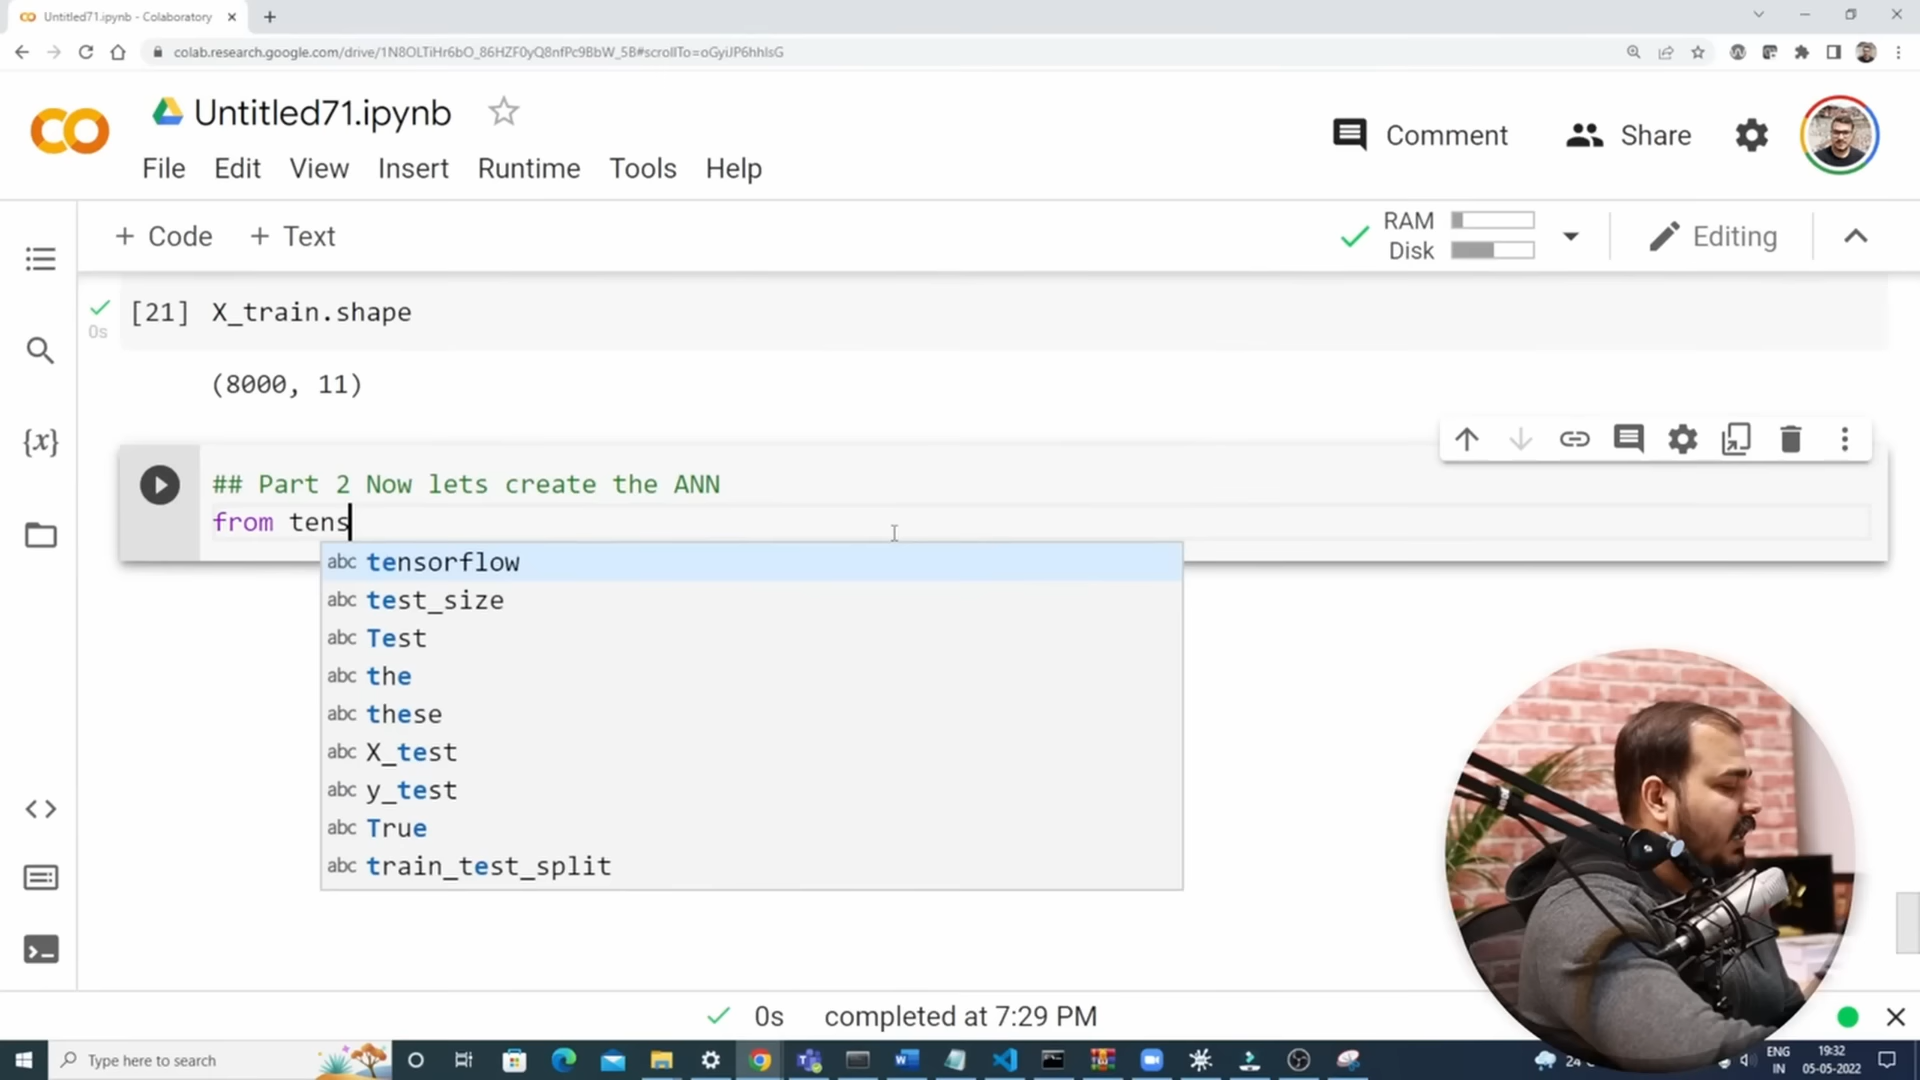 Untitled71.ipynb - Colaboratory
colab.research.google.com/drive/1N8OLTiHr6bO_86HZF0yQ8nfPc9BbW_5B#scrollTo=oGyiJP6hhlsG
CO
Untitled71.ipynb
Comment
Share
File Edit View Insert Runtime Tools Help
+ Code + Text
RAM
Disk
Editing
[21] X_train.shape
0s
(8000, 11)
{x}
## Part 2 Now lets create the ANN
from tens
abc tensorflow
abc test_size
abc Test
abc the
abc these
abc X_test
abc y_test
abc True
abc train_test_split
0s completed at 7:29 PM
Type here to search
24
ENG
IN
19:32
05-05-2022